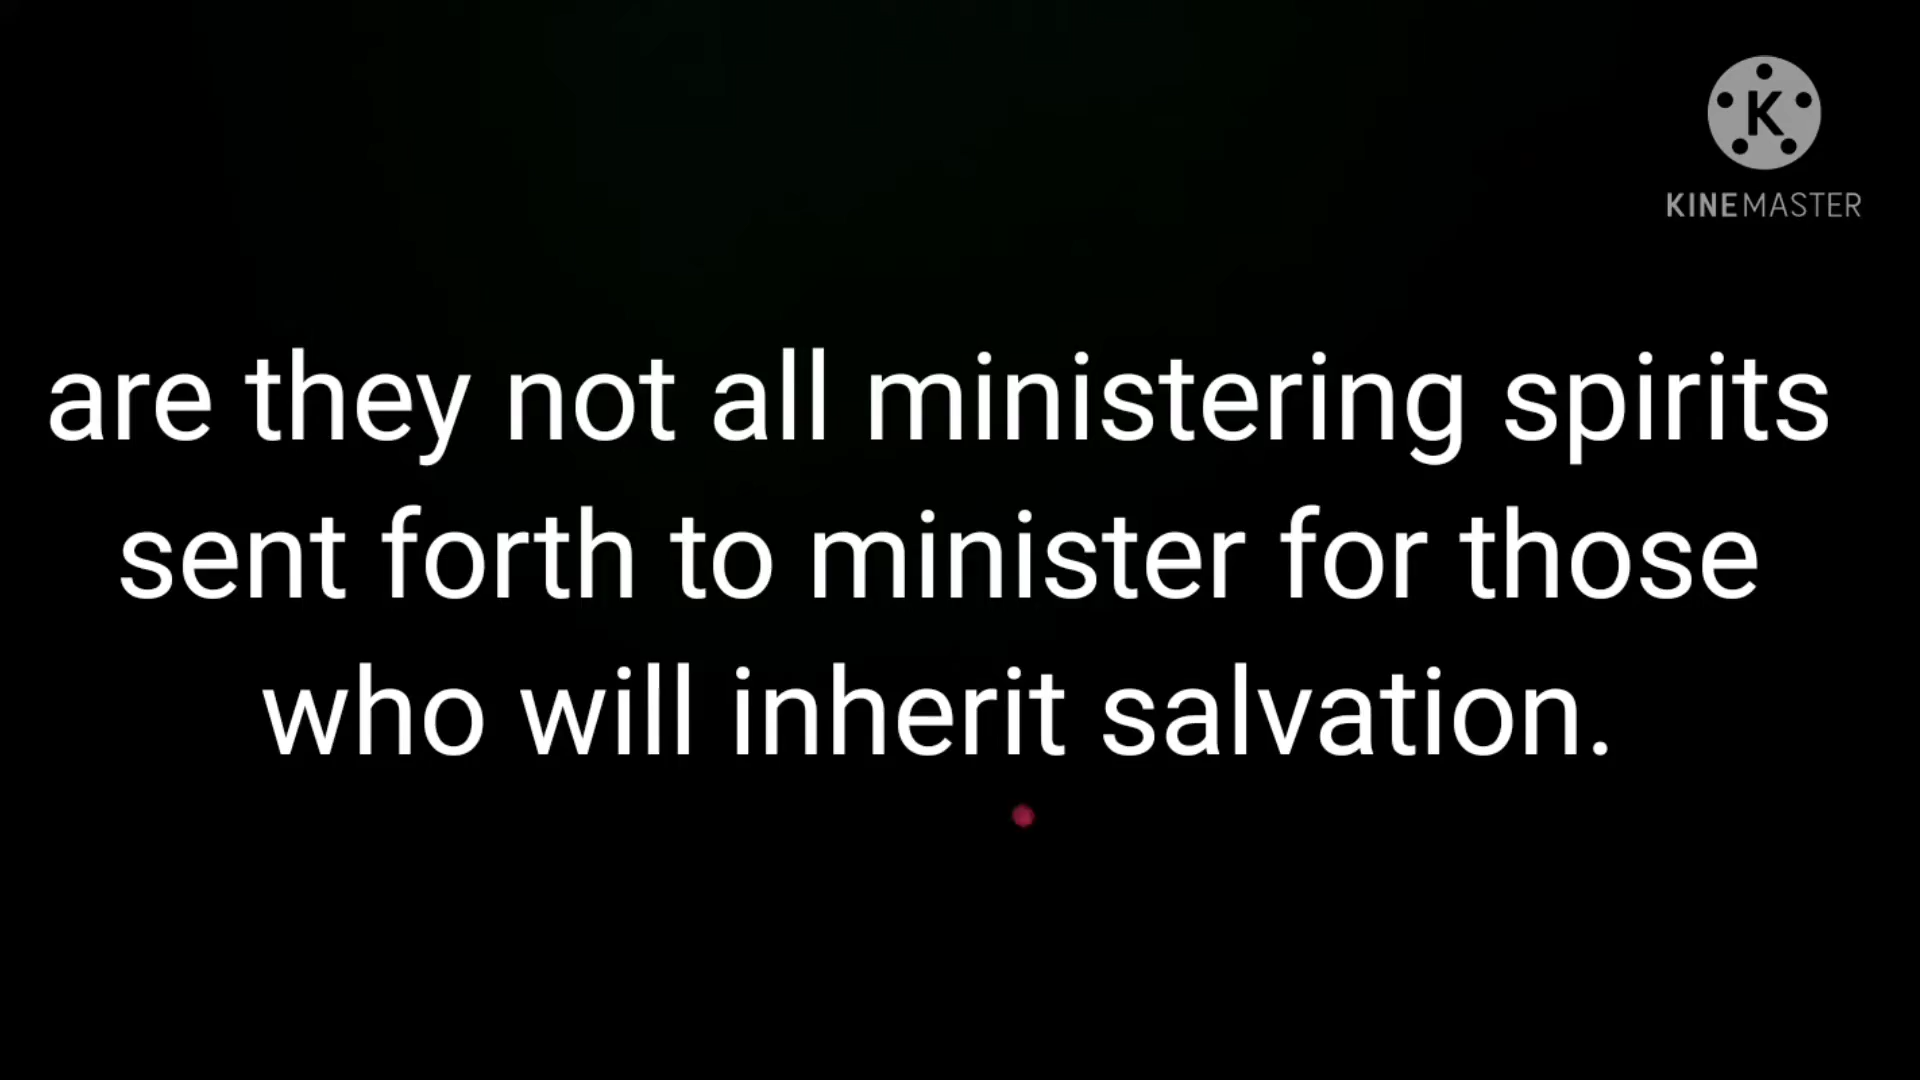 K
KINEMASTER
are they not all ministering spirits
sent forth to minister for those
who will inherit salvation.